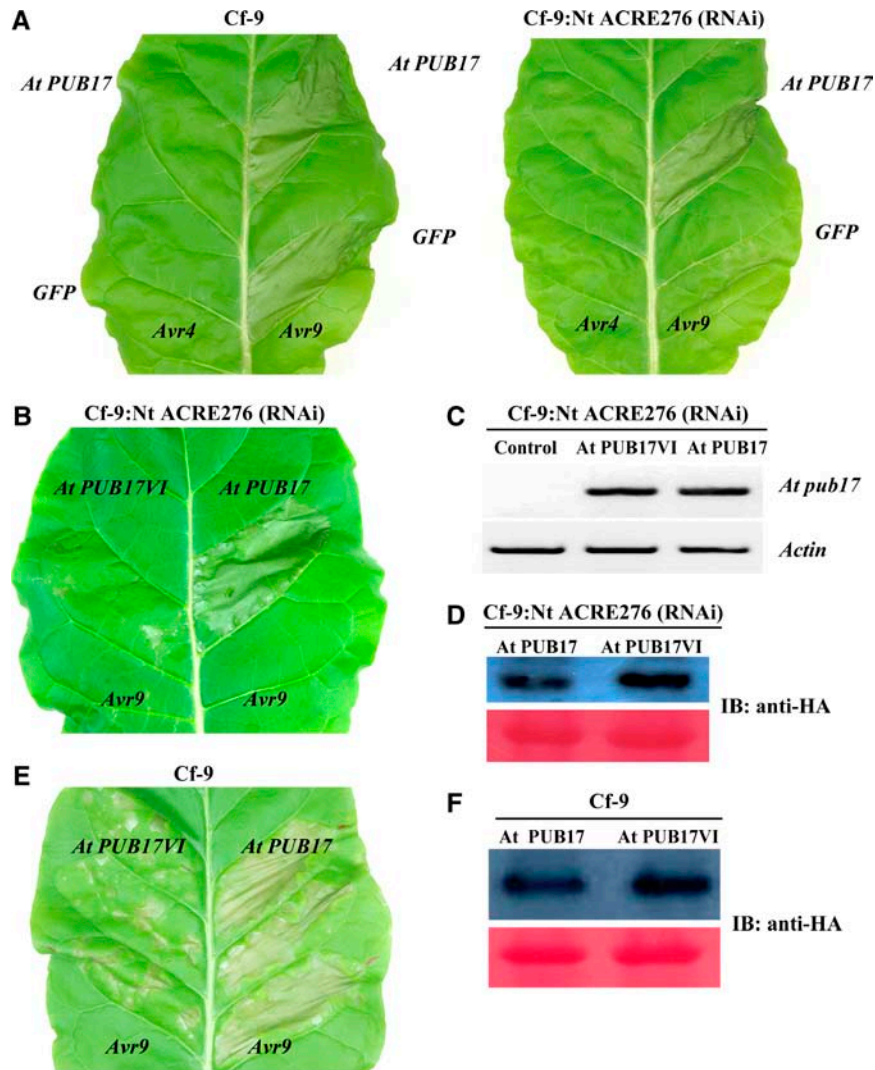 A
Cf-9
Cf-9:Nt ACRE276 (RNAi)
At PUB17
At PUB17
At PUB17
GFP
GFP
GFP
Avr4
Avr9
Avr4
Avr9
B
Cf-9:Nt ACRE276 (RNAi)
At PUB17VI
At PUB17
Avr9
Avr9
C
Cf-9:Nt ACRE276 (RNAi)
Control
At PUB17VI
At PUB17
At pub17
Actin
D
Cf-9:Nt ACRE276 (RNAi)
At PUB17
At PUB17VI
IB: anti-HA
E
Cf-9
At PUB17VI
At PUB17
Avr9
Avr9
F
Cf-9
At PUB17
At PUB17VI
IB: anti-HA